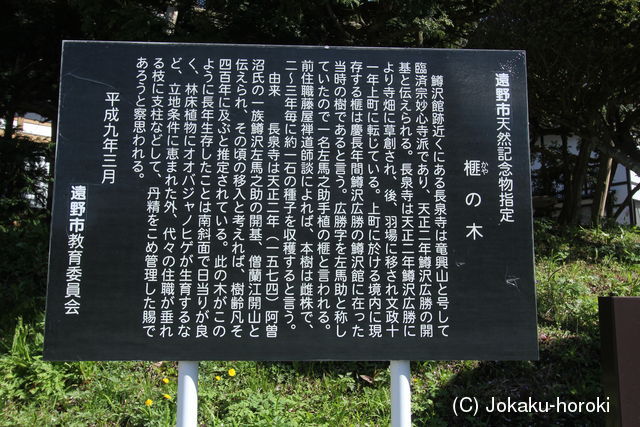 遠野市天然記念物指定
榧の木
かや
鱒沢館跡近くにある長泉寺は竜興山と号して
臨済宗妙心寺派であり、天正二年鱒沢広勝の開
基と伝えられる。長泉寺は天正二年鱒沢広勝に
より寺畑に草創され、後、羽場に移され文政十
一年上町に転じている。上町に於ける境内に現
存する榧は慶長年間鱒沢広勝の鱒沢館に在った
当時の樹であると言う。広勝字を左馬助と称し
ていたので一名左馬之助手植の榧と言われる。
前住職藤屋禅道師談によれば、本樹は雌株で、
二～三年毎に約一石の種子を収穫すると言う。
由来 長泉寺は天正二年（一五七四）阿曽
沼氏の一族鱒沢左馬之助の開基、僧蘭江開山と
伝えられ、その頃の移入と考えれば、樹齢凡そ
四百年に及ぶと推定されている。此の木がこの
ように長年生存したことは南斜面で日当りが良
く、林床植物にオオバジャノヒゲが生育するな
ど、立地条件に恵まれた外、代々の住職が垂れ
る枝に支柱などして、丹精をこめ管理した賜で
あろうと察思われる。
平成九年三月
遠野市教育委員会
(C) Jokaku-horoki